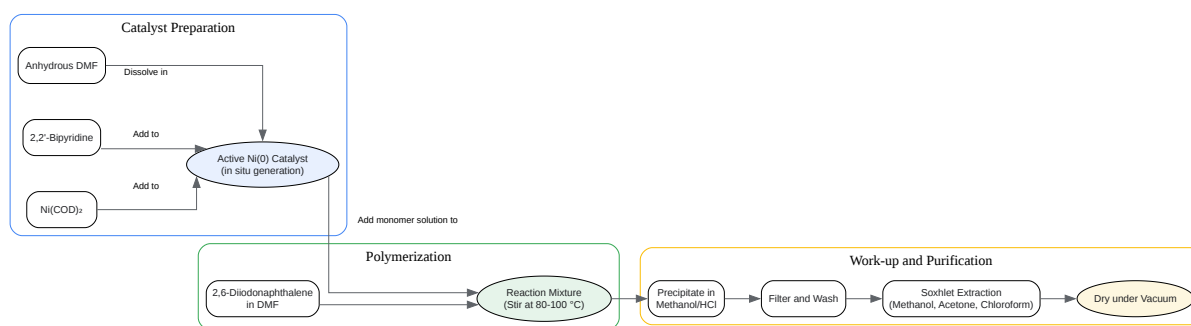 Catalyst Preparation
Anhydrous DMF
Dissolve in
2,2'-Bipyridine
Add to
Active Ni(0) Catalyst
(in situ generation)
Add to
Ni(COD)₂
Add monomer solution to
Polymerization
2,6-Diiodonaphthalene
in DMF
Reaction Mixture
(Stir at 80-100 °C)
Work-up and Purification
Precipitate in
Methanol/HCl
Filter and Wash
Soxhlet Extraction
(Methanol, Acetone, Chloroform)
Dry under Vacuum